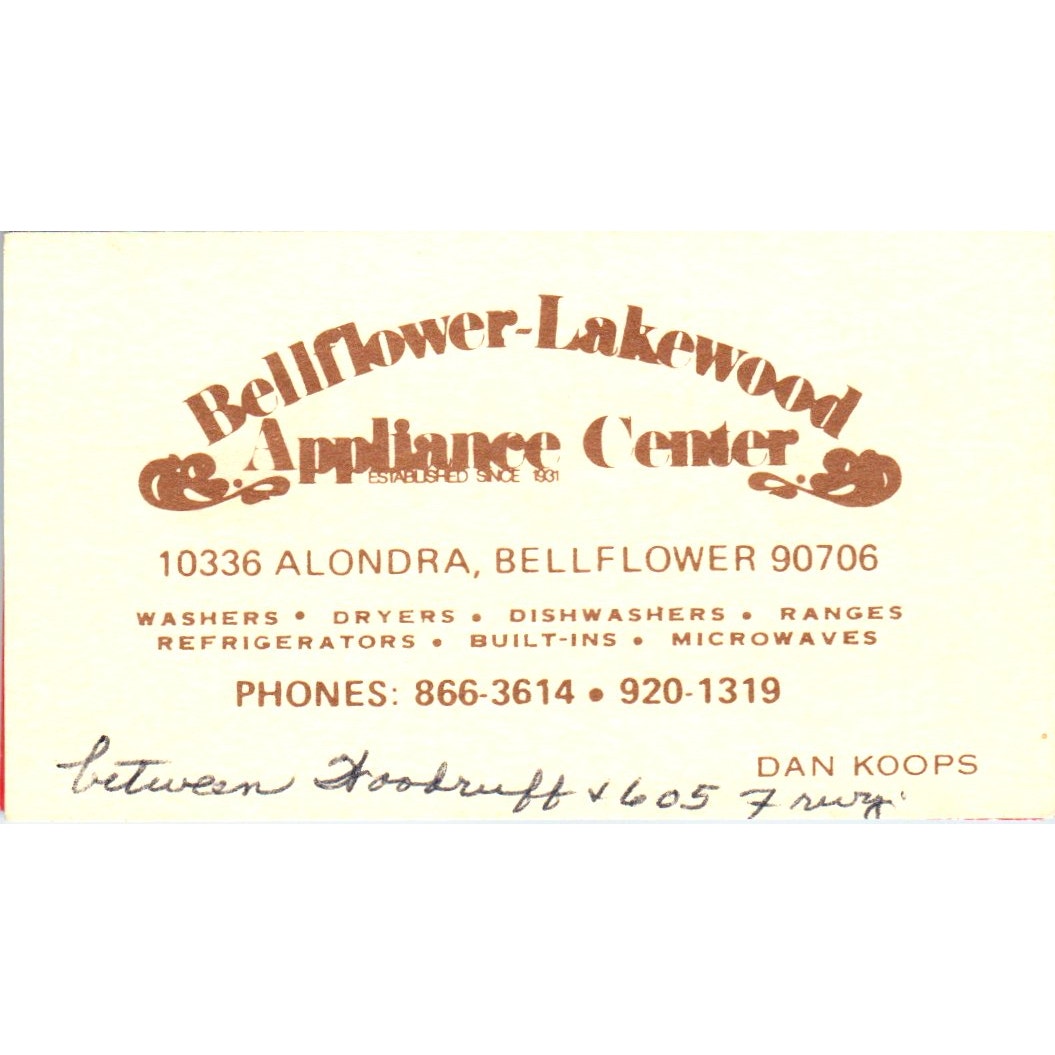 Bellflower-Lakewood
Appliance Center
ESTABLISHED SINCE 1931
10336 ALONDRA, BELLFLOWER 90706
WASHERS • DRYERS • DISHWASHERS • RANGES
REFRIGERATORS • BUILT-INS • MICROWAVES
PHONES: 866-3614 • 920-1319
DAN KOOPS
between Woodruff & 605 Frwy.